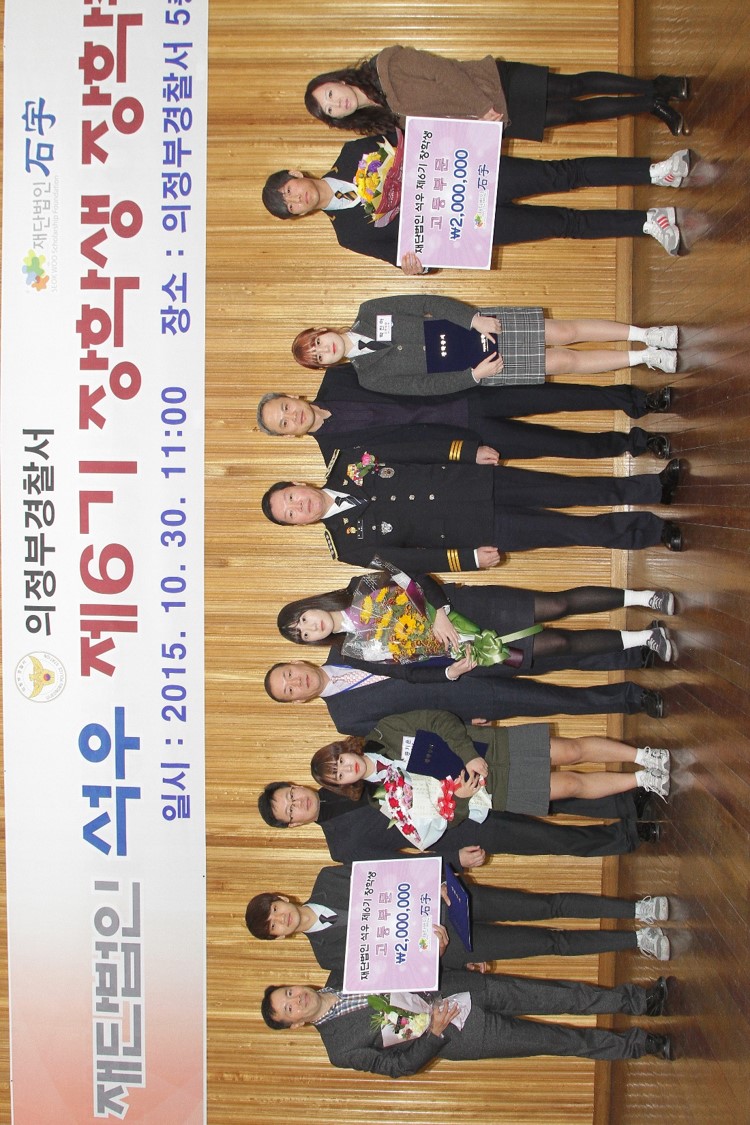 의정부경찰서
재단법인 石宇
SEOK WOO Scholarship Foundation
재단법인 석우 제6기 장학생 장학
일시 : 2015. 10. 30. 11:00 장소 : 의정부경찰서 5층
재단법인 석우 제6기 장학생
고등부문
₩2,000,000
石宇
재단법인 석우 제6기 장학생
고등부문
₩2,000,000
石宇